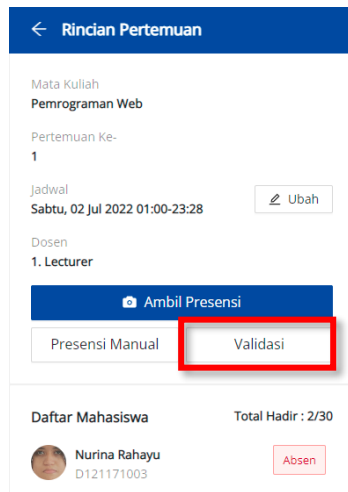 Rincian Pertemuan
Mata Kuliah
Pemrograman Web
Pertemuan Ke-
1
Jadwal
Sabtu, 02 Jul 2022 01:00-23:28
Ubah
Dosen
1. Lecturer
Ambil Presensi
Presensi Manual
Validasi
Daftar Mahasiswa
Total Hadir : 2/30
Nurina Rahayu
D121171003
Absen